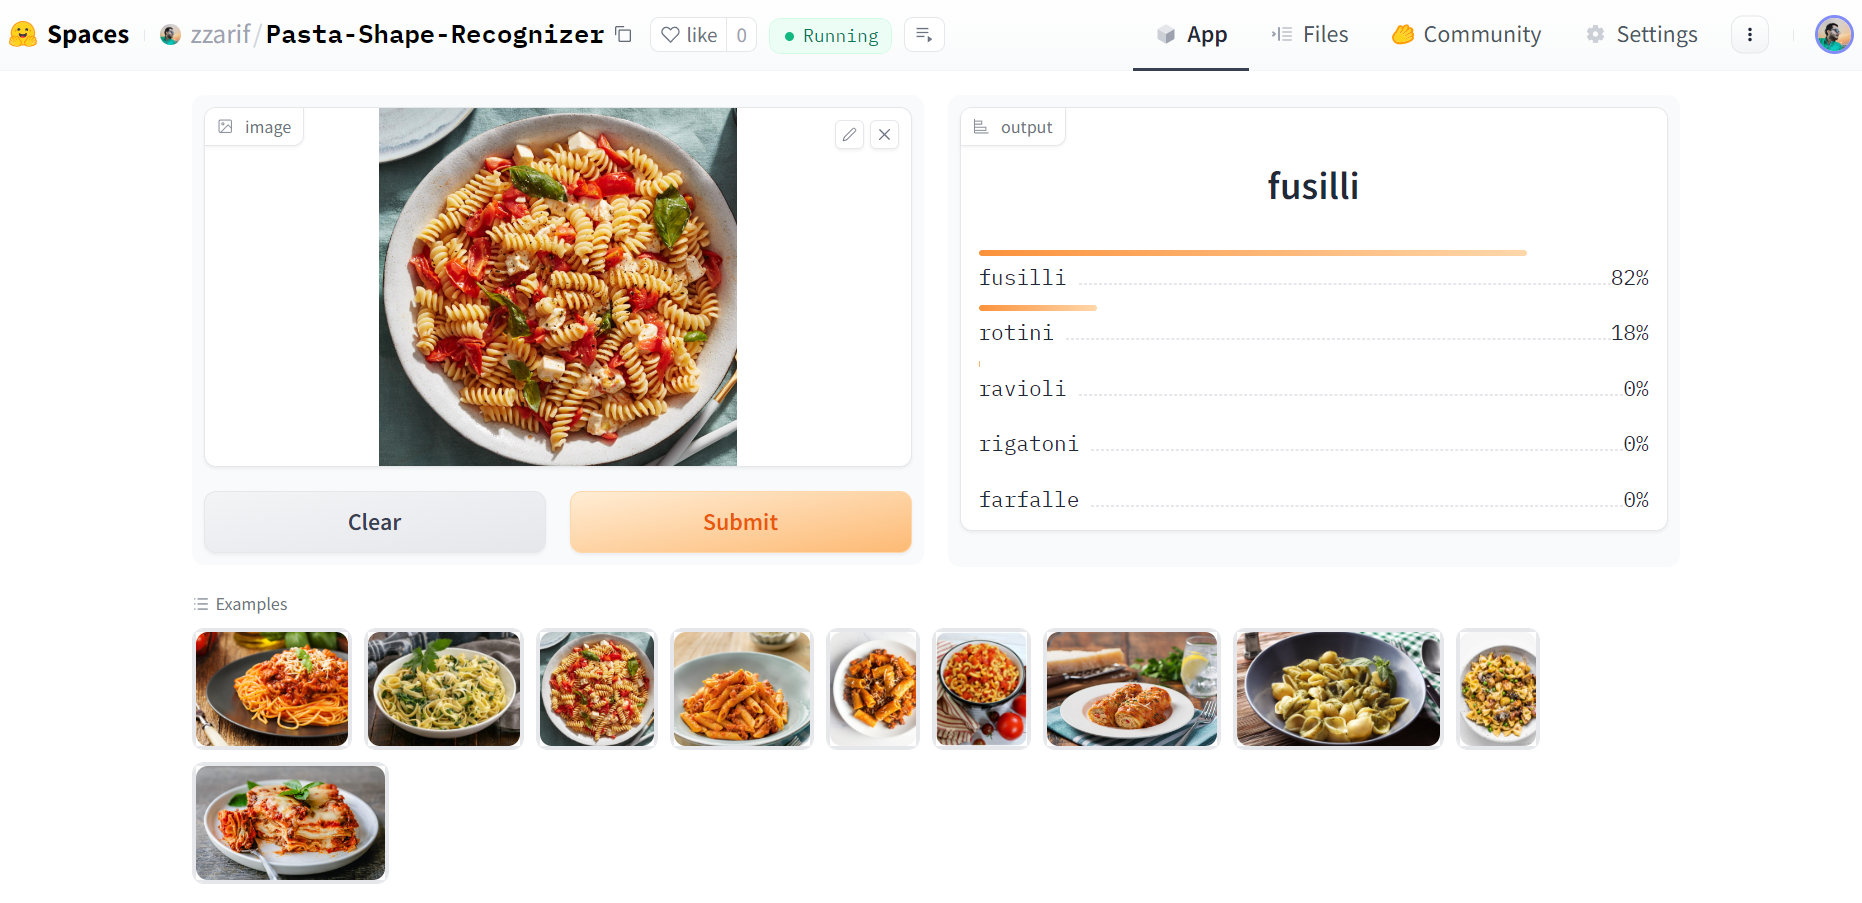 Spaces zzarif/Pasta-Shape-Recognizer like 0 Running App Files Community Settings
image
output
fusilli
fusilli 82%
rotini 18%
ravioli 0%
rigatoni 0%
farfalle 0%
Clear Submit
Examples